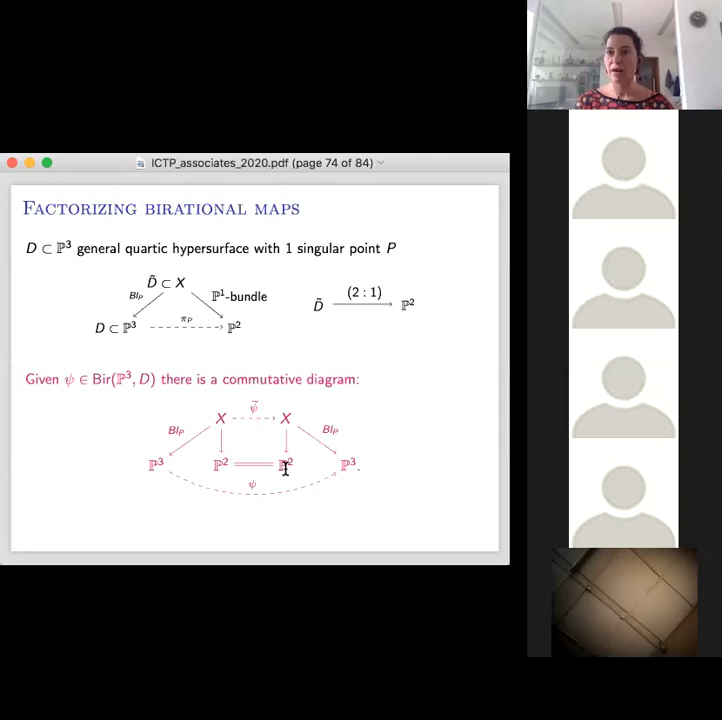 ICTP_associates_2020.pdf (page 74 of 84)
FACTORIZING BIRATIONAL MAPS
D ⊂ ℙ³ general quartic hypersurface with 1 singular point P
D̃ ⊂ X
Bl_P ℙ¹-bundle
(2 : 1)
D̃ ℙ²
D ⊂ ℙ³ π_P ℙ²
Given ψ ∈ Bir(ℙ³, D) there is a commutative diagram:
X ψ̃ X
Bl_P Bl_P
ℙ³ ℙ² ℙ² ℙ³.
ψ